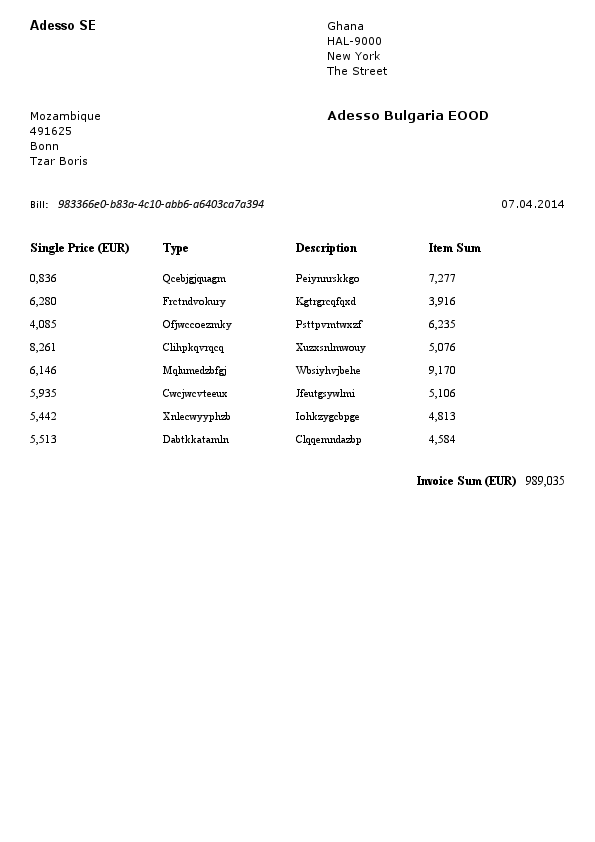 Adesso SE
Ghana
HAL-9000
New York
The Street
Mozambique
491625
Bonn
Tzar Boris
Adesso Bulgaria EOOD
Bill: 983366e0-b83a-4c10-abb6-a6403ca7a394 07.04.2014
Single Price (EUR) Type Description Item Sum
0,836 Qcebjgjquagm Peiynnrskkgo 7,277
6,280 Frctndvokury Kgtrgrcqfqxd 3,916
4,085 Ofjwccoezmky Psttpvmtwxzf 6,235
8,261 Clihpkqvrqcq Xuzxsnlmwouy 5,076
6,146 Mqlumedzbfgj Wbsiyhvjbehe 9,170
5,935 Cwcjwcvteeux Jfeutgsywlmi 5,106
5,442 Xnlecwyyphzb Iohkzygcbpge 4,813
5,513 Dabtkkatamln Clqqemndazbp 4,584
Invoice Sum (EUR) 989,035